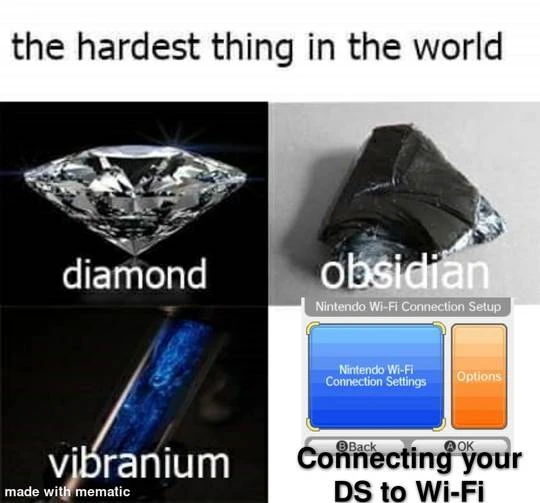 the hardest thing in the world
diamond
obsidian
Nintendo Wi-Fi Connection Setup
Nintendo Wi-Fi
Connection Settings
Options
B Back
A OK
vibranium
Connecting your
DS to Wi-Fi
made with mematic